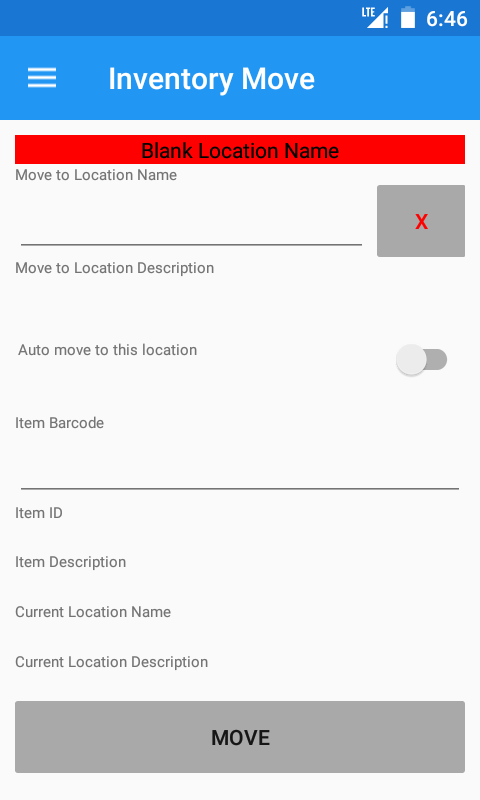 LTE 6:46
Inventory Move
Blank Location Name
Move to Location Name
X
Move to Location Description
Auto move to this location
Item Barcode
Item ID
Item Description
Current Location Name
Current Location Description
MOVE